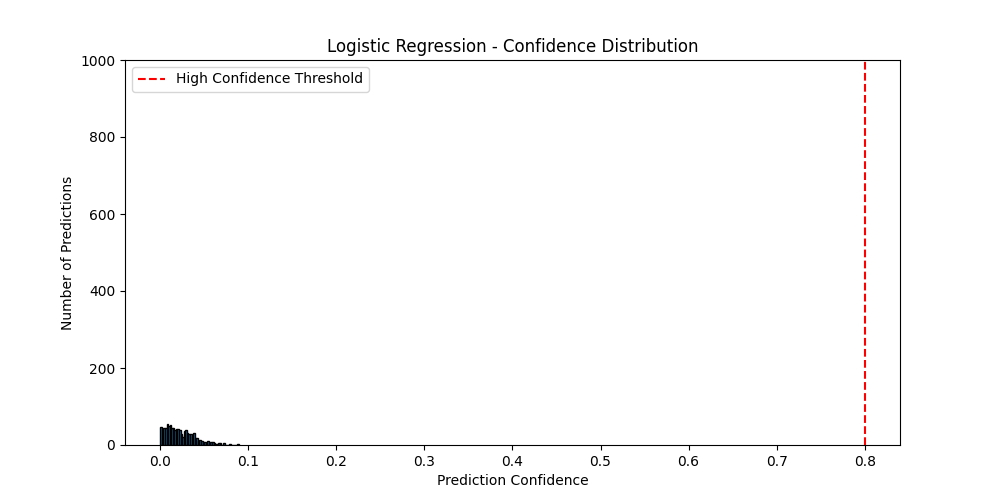 Logistic Regression - Confidence Distribution
High Confidence Threshold
Number of Predictions
1000
800
600
400
200
0
0.0 0.1 0.2 0.3 0.4 0.5 0.6 0.7 0.8
Prediction Confidence